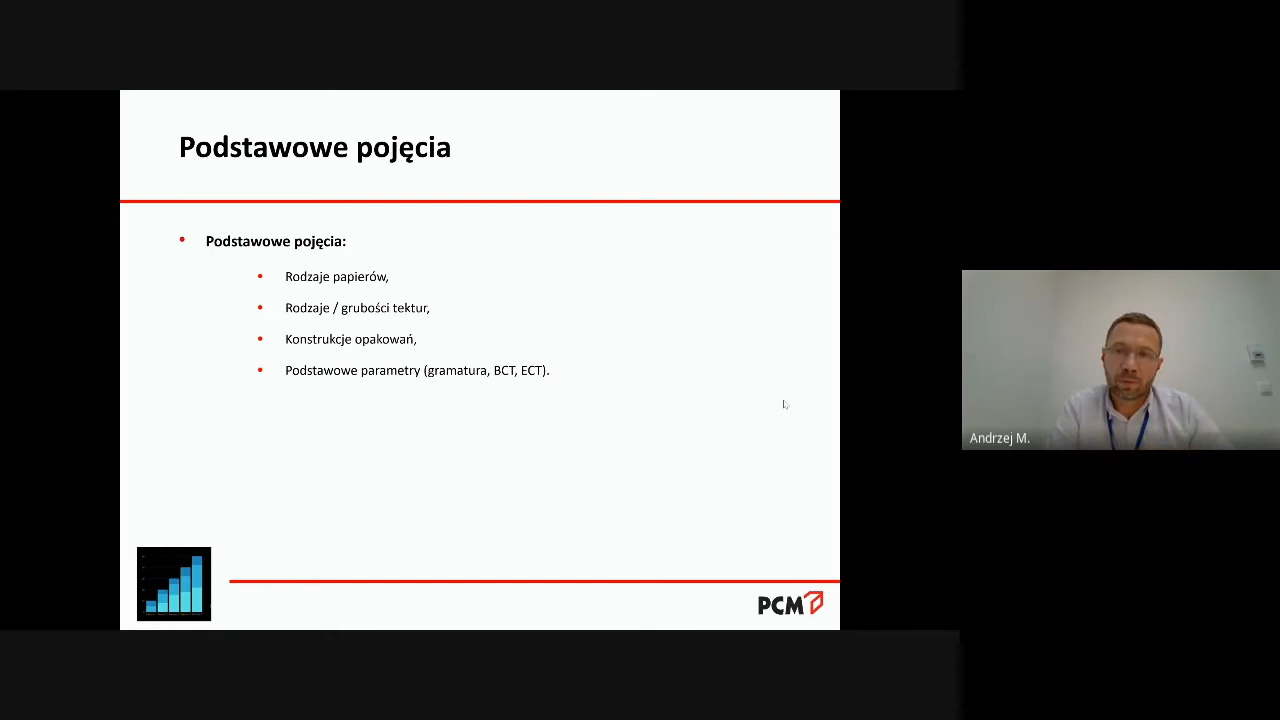 Podstawowe pojęcia
Podstawowe pojęcia:
Rodzaje papierów,
Rodzaje / grubości tektur,
Konstrukcje opakowań,
Podstawowe parametry (gramatura, BCT, ECT).
PCM
Andrzej M.